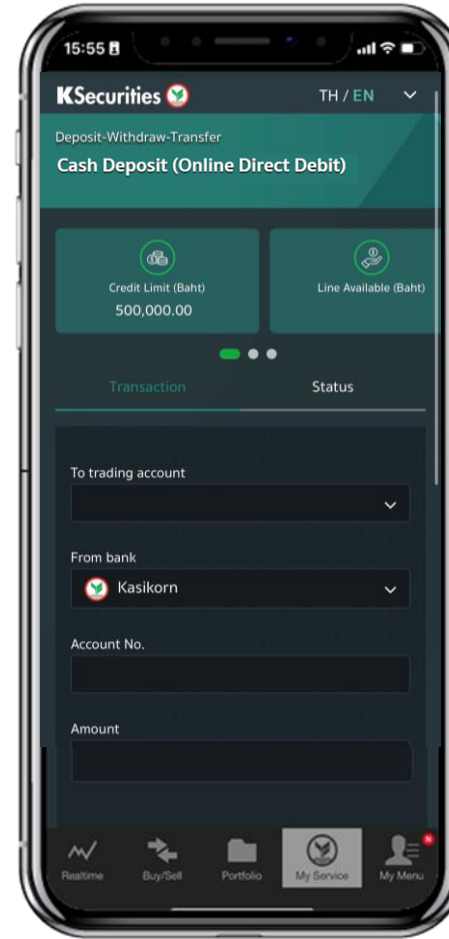 15:55
KSecurities
TH / EN
Deposit-Withdraw-Transfer
Cash Deposit (Online Direct Debit)
Credit Limit (Baht)
500,000.00
Line Available (Baht)
Transaction
Status
To trading account
From bank
Kasikorn
Account No.
Amount
Realtime
Buy/Sell
Portfolio
My Service
My Menu
N